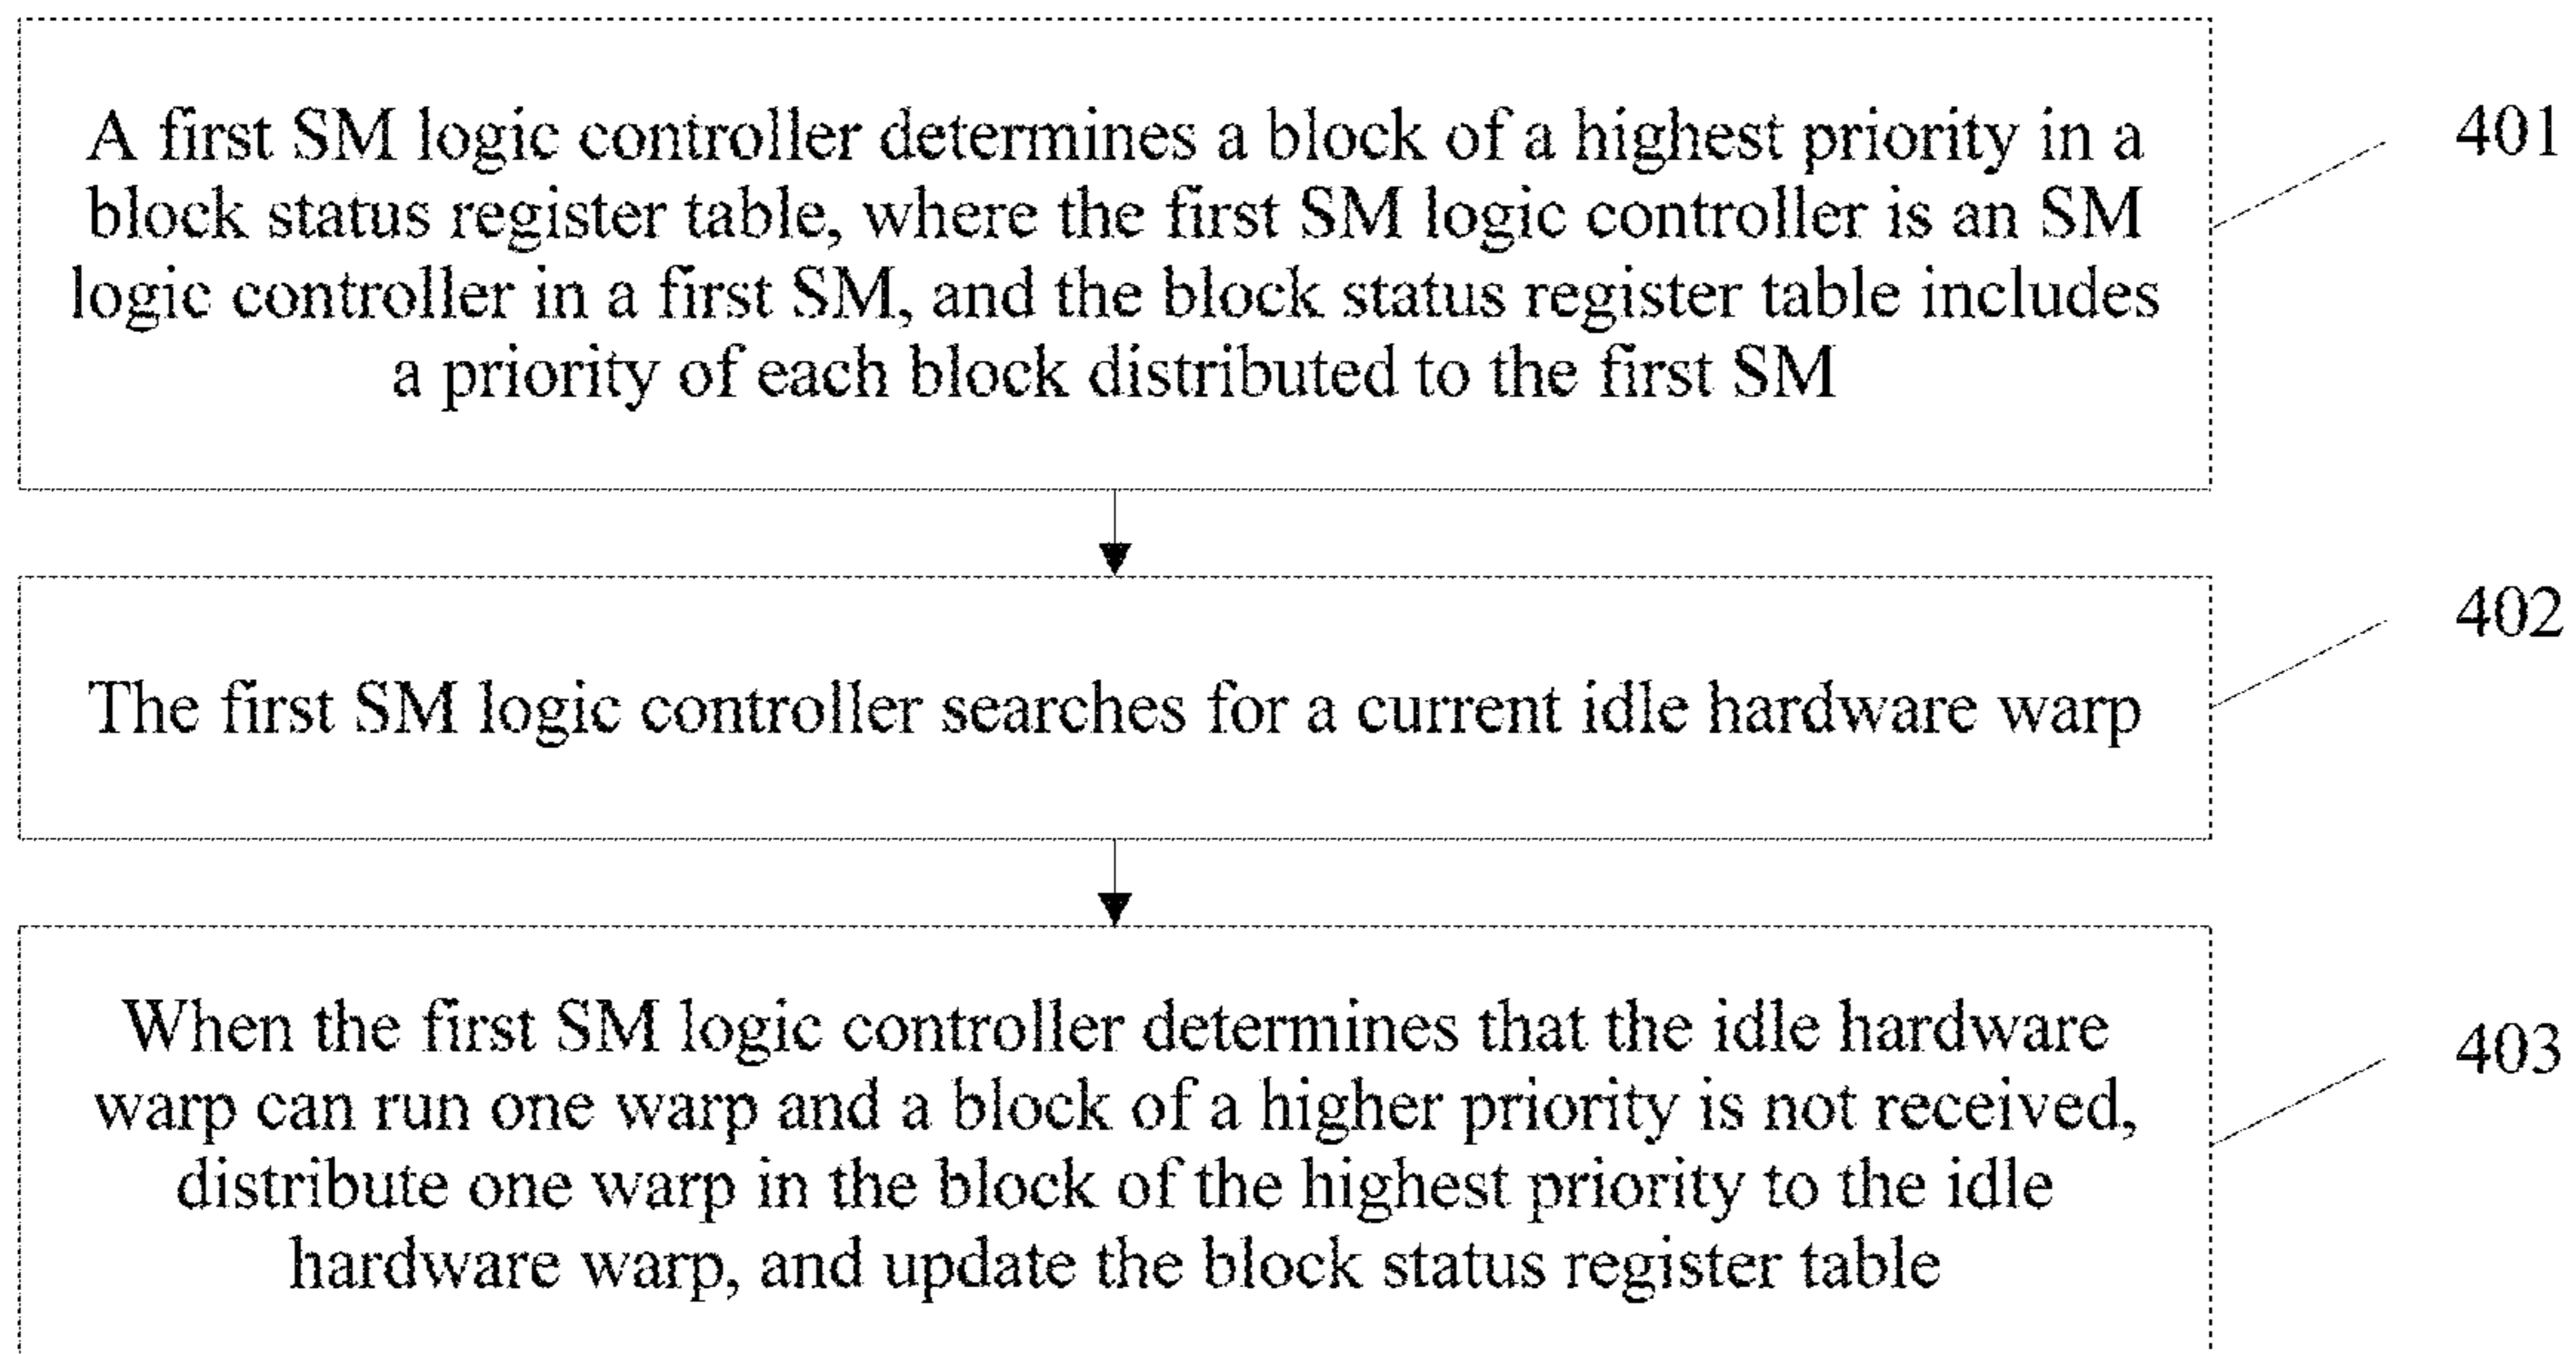 A first SM logic controller determines a block of a highest priority in a
block status register table, where the first SM logic controller is an SM
logic controller in a first SM, and the block status register table includes
a priority of each block distributed to the first SM
401
The first SM logic controller searches for a current idle hardware warp
402
When the first SM logic controller determines that the idle hardware
warp can run one warp and a block of a higher priority is not received,
distribute one warp in the block of the highest priority to the idle
hardware warp, and update the block status register table
403